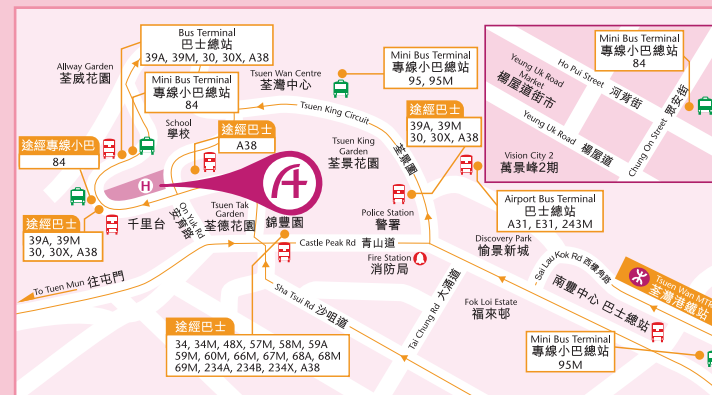 Bus Terminal
巴士總站
39A, 39M, 30, 30X, A38
Allway Garden
荃威花園
Mini Bus Terminal
專線小巴總站
84
Tsuen Wan Centre
荃灣中心
Mini Bus Terminal
專線小巴總站
95, 95M
Yeung Uk Road
Market
楊屋道街市
Ho Pui Street 河背街
Mini Bus Terminal
專線小巴總站
84
Chung On Street 眾安街
Yeung Uk Road 楊屋道
Vision City 2
萬景峰2期
School
學校
途經巴士
A38
Tsuen King Circuit
荃景圍
途經巴士
39A, 39M
30, 30X, A38
途經專線小巴
84
Tsuen King
Garden
荃景花園
H
途經巴士
39A, 39M
30, 30X, A38
千里台
On Yuk Rd
安育路
Tsuen Tak
Garden
荃德花園
錦豐園
Police Station
警署
Airport Bus Terminal
巴士總站
A31, E31, 243M
Castle Peak Rd 青山道
Fire Station
消防局
Discovery Park
愉景新城
Sai Lau Kok Rd 西樓角路
Tsuen Wan MTR
荃灣港鐵站
To Tuen Mun 往屯門
Sha Tsui Rd 沙咀道
Tai Chung Rd 大涌道
Fok Loi Estate
福來邨
南豐中心 巴士總站
途經巴士
34, 34M, 48X, 57M, 58M, 59A
59M, 60M, 66M, 67M, 68A, 68M
69M, 234A, 234B, 234X, A38
Mini Bus Terminal
專線小巴總站
95M